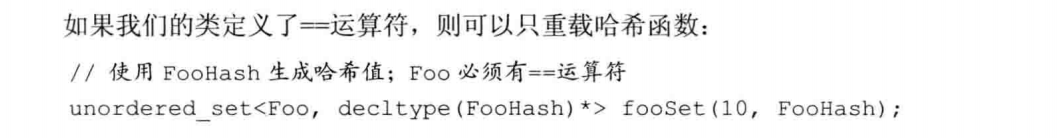 如果我们的类定义了==运算符，则可以只重载哈希函数：
// 使用 FooHash 生成哈希值；Foo 必须有==运算符
unordered_set<Foo, decltype(FooHash)*> fooSet(10, FooHash);